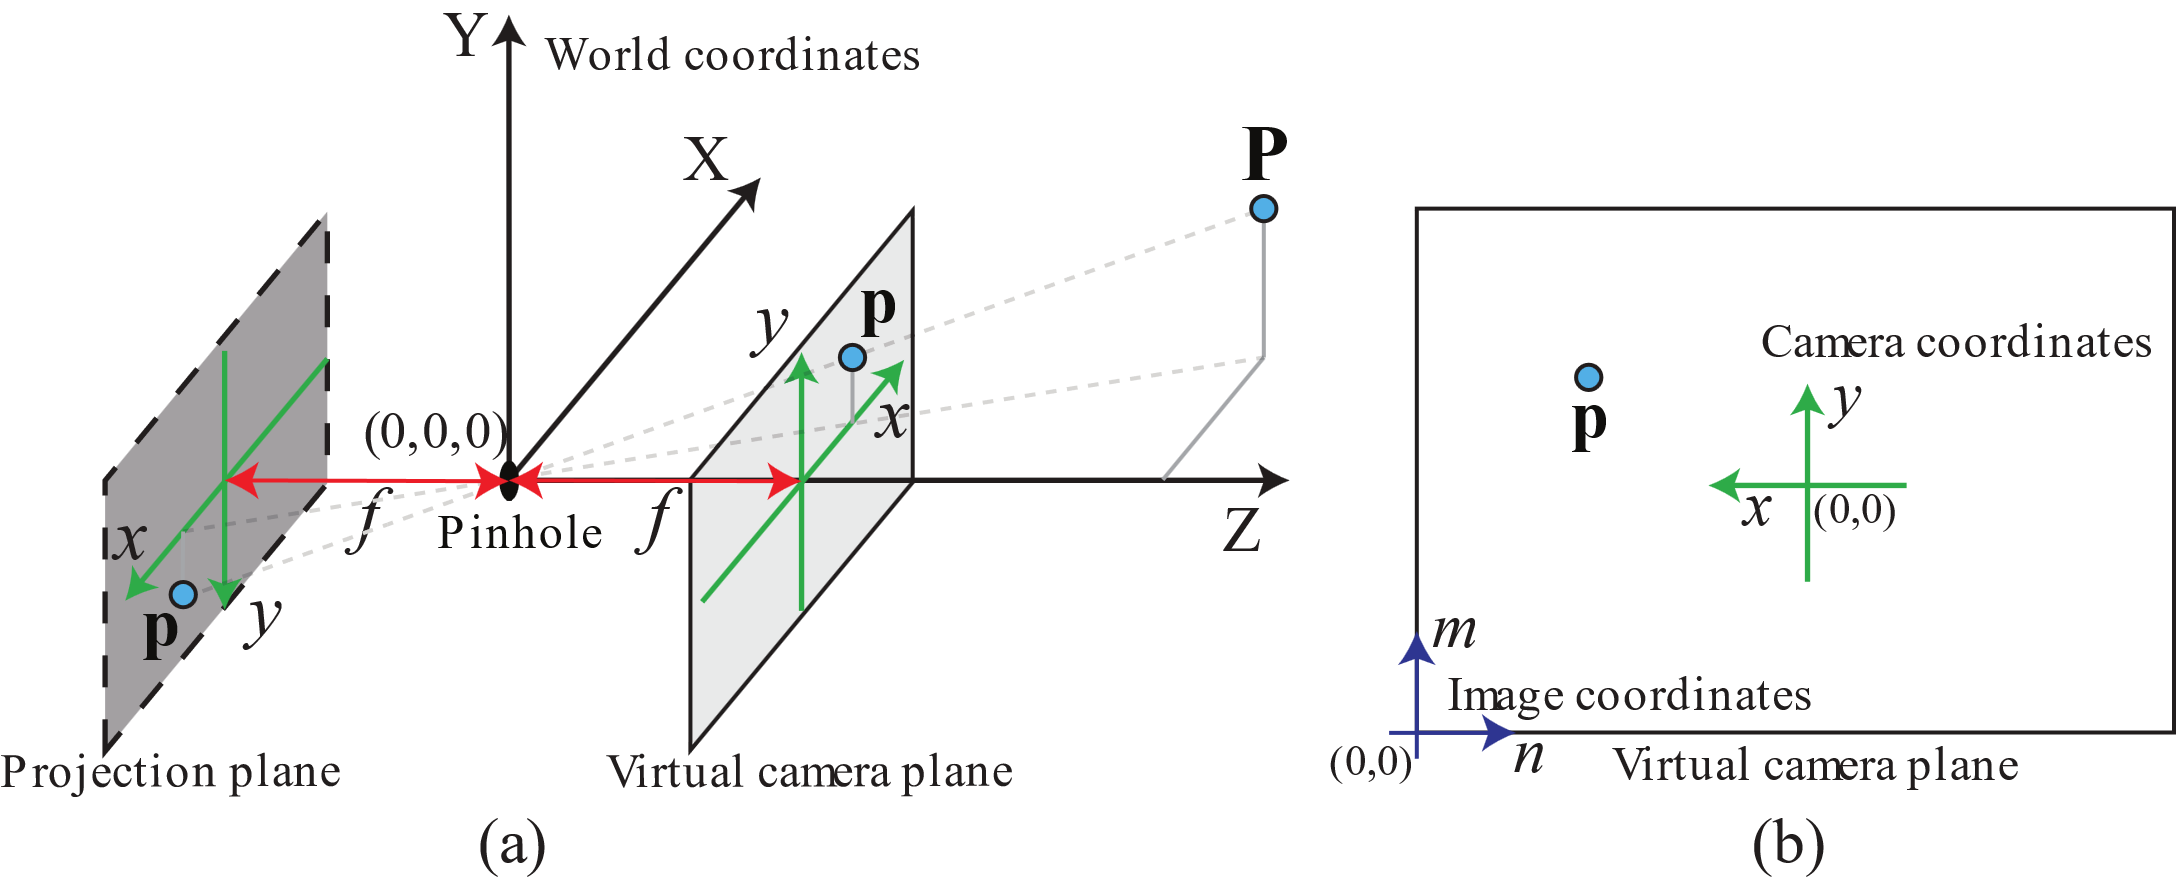 Y
World coordinates
X
P
p
y
x
(0,0,0)
f
Pinhole
f
Z
x
p
y
Projection plane
Virtual camera plane
(a)
Camera coordinates
p
y
x
(0,0)
m
Image coordinates
(0,0)
n
Virtual camera plane
(b)